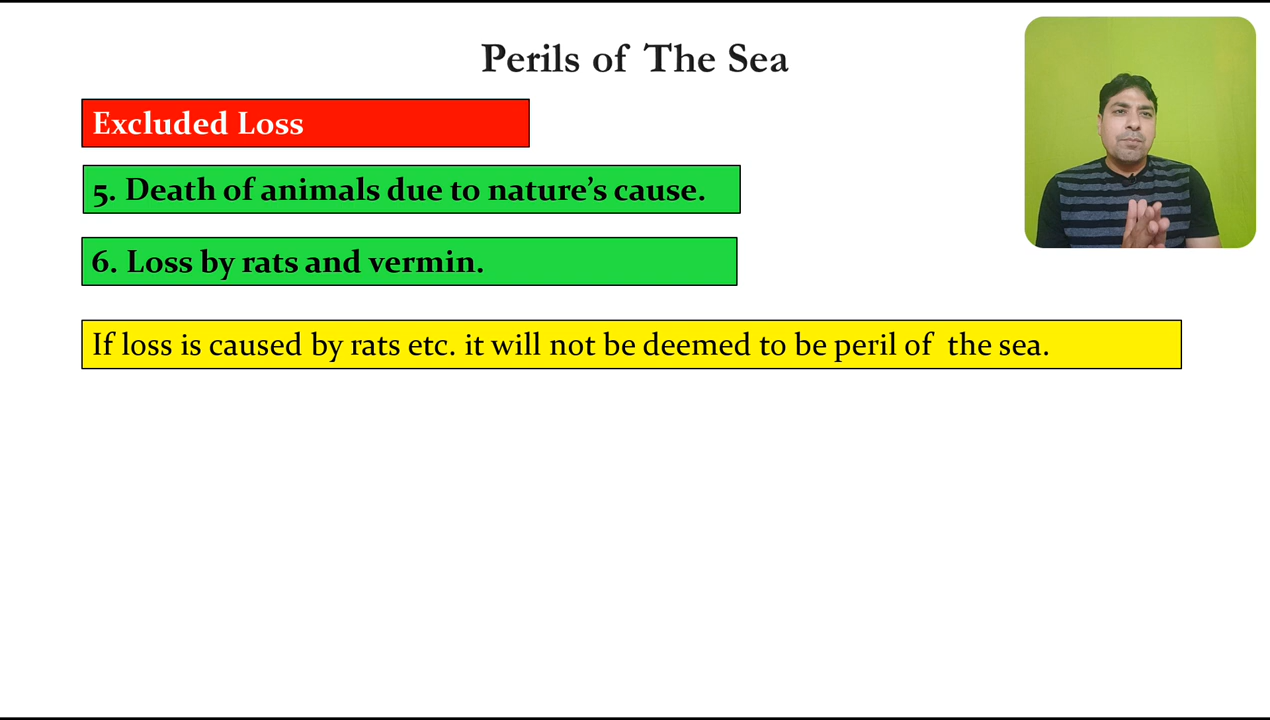 Perils of The Sea
Excluded Loss
5. Death of animals due to nature’s cause.
6. Loss by rats and vermin.
If loss is caused by rats etc. it will not be deemed to be peril of the sea.